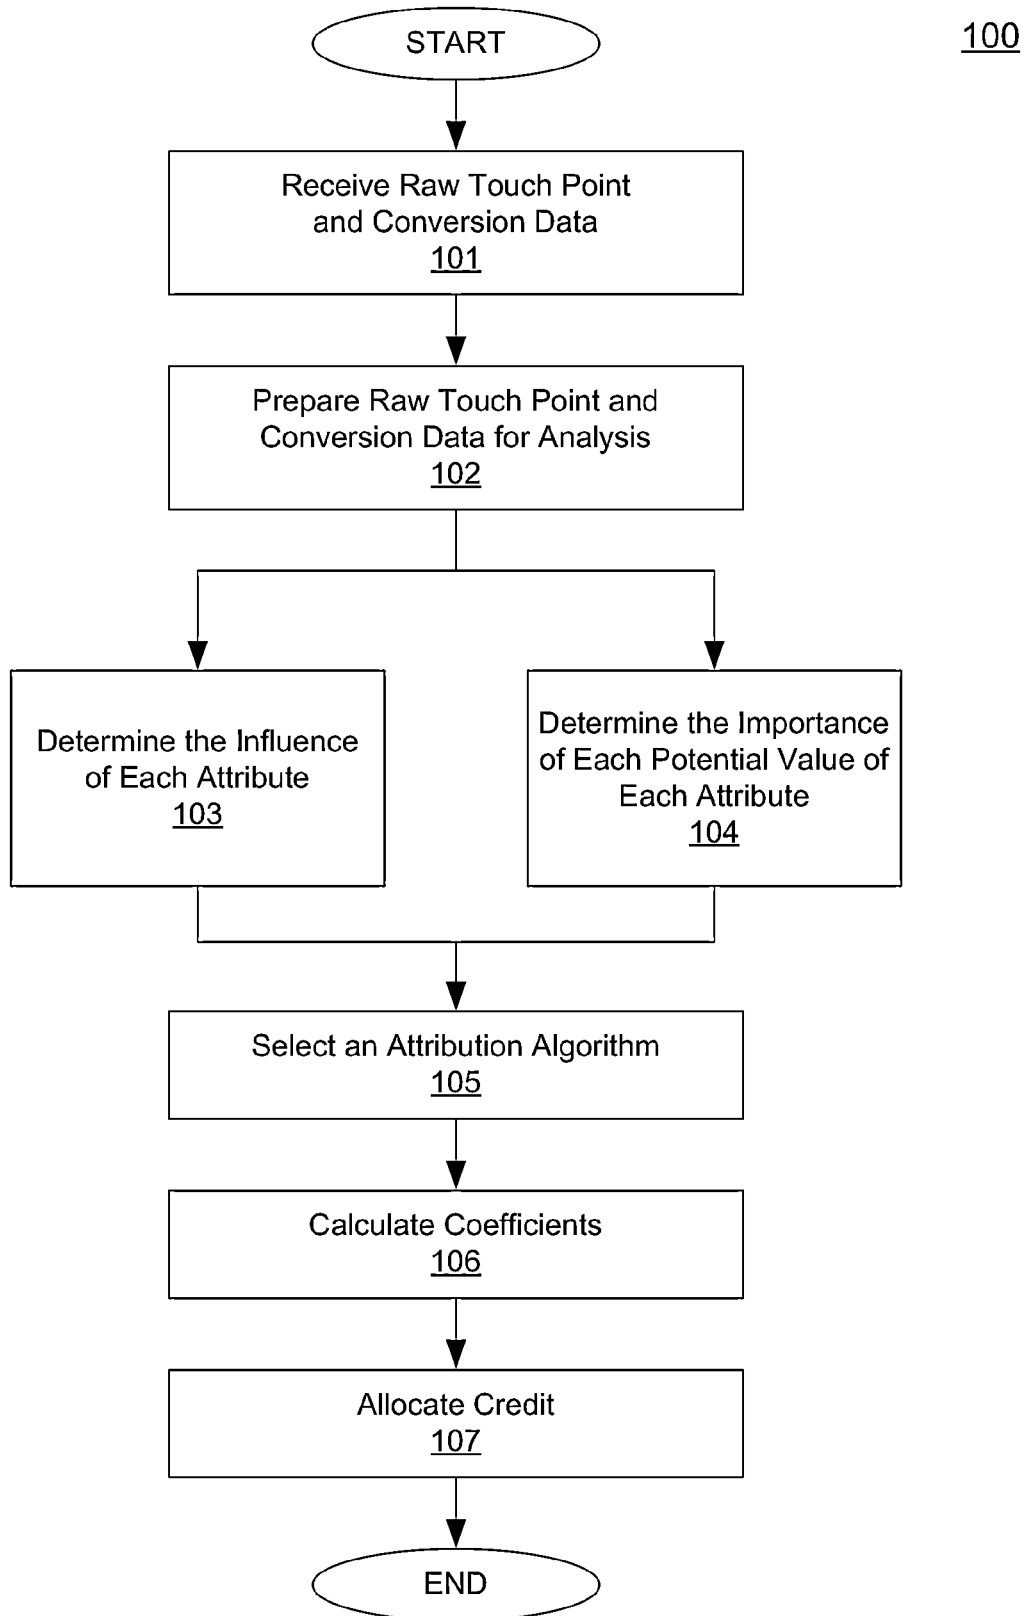 START
100
Receive Raw Touch Point
and Conversion Data
101
Prepare Raw Touch Point and
Conversion Data for Analysis
102
Determine the Influence
of Each Attribute
103
Determine the Importance
of Each Potential Value of
Each Attribute
104
Select an Attribution Algorithm
105
Calculate Coefficients
106
Allocate Credit
107
END